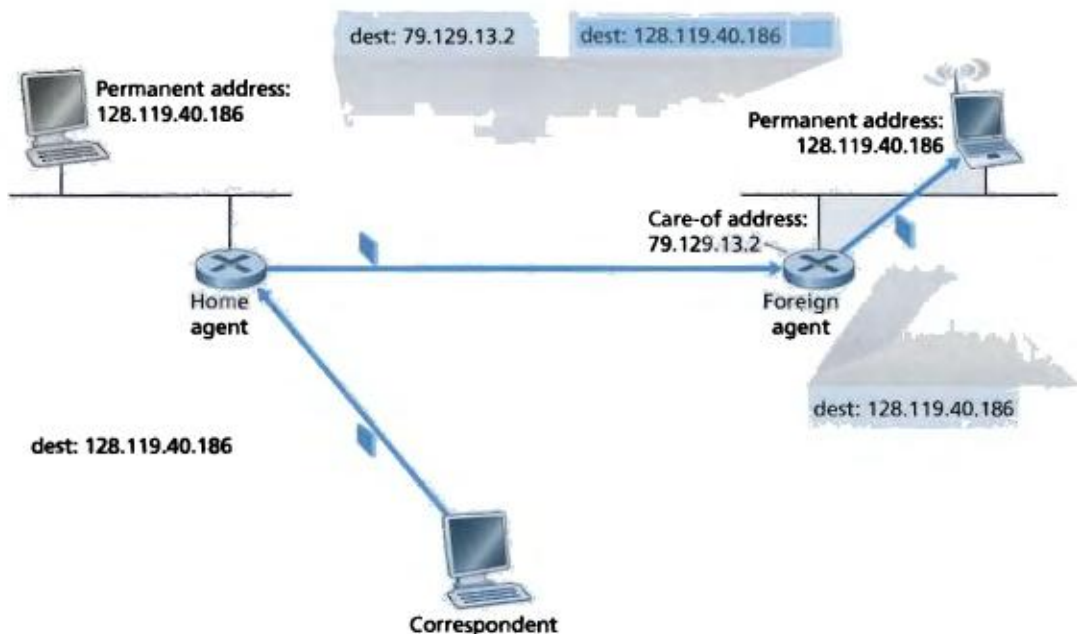 dest: 79.129.13.2
dest: 128.119.40.186
Permanent address:
128.119.40.186
Permanent address:
128.119.40.186
Care-of address:
79.129.13.2
Home
agent
Foreign
agent
dest: 128.119.40.186
dest: 128.119.40.186
Correspondent